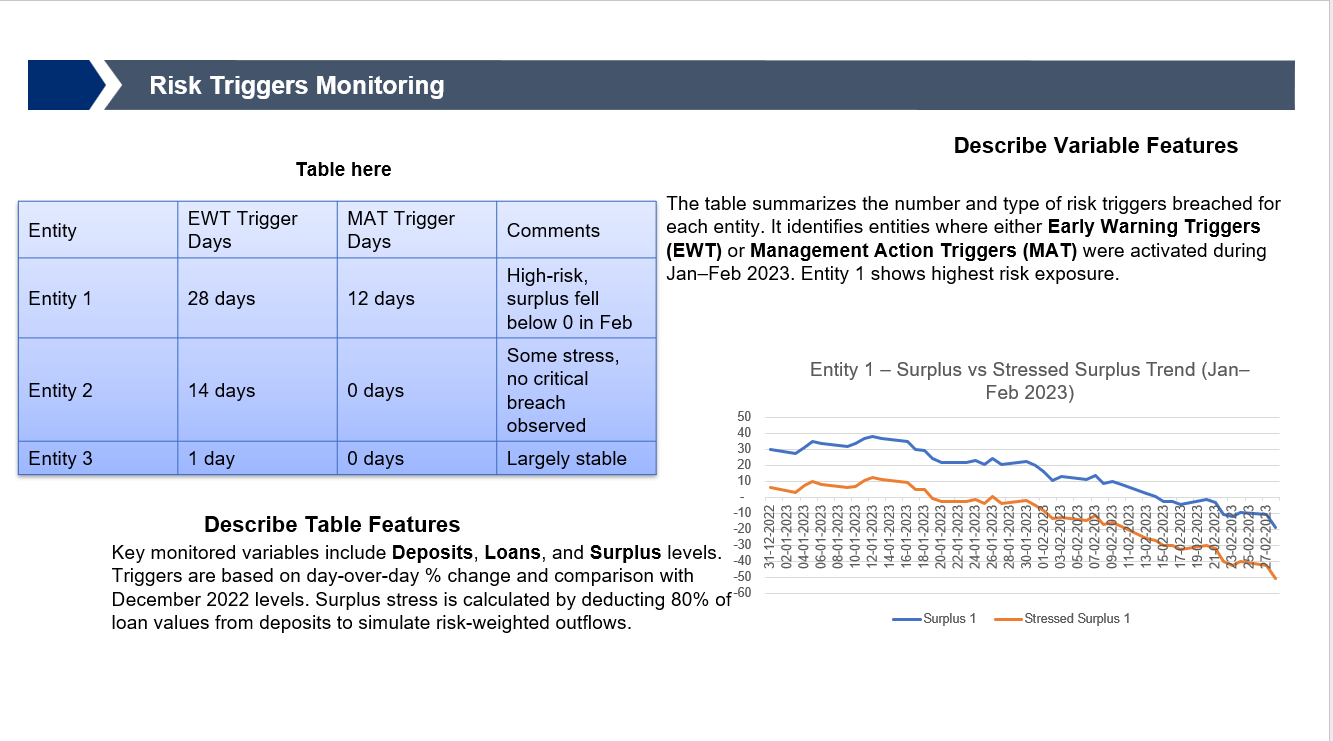 Risk Triggers Monitoring
Describe Variable Features
Table here
Entity
EWT Trigger
Days
MAT Trigger
Days
Comments
Entity 1
28 days
12 days
High-risk,
surplus fell
below 0 in Feb
Entity 2
14 days
0 days
Some stress,
no critical
breach
observed
Entity 3
1 day
0 days
Largely stable
The table summarizes the number and type of risk triggers breached for
each entity. It identifies entities where either Early Warning Triggers
(EWT) or Management Action Triggers (MAT) were activated during
Jan–Feb 2023. Entity 1 shows highest risk exposure.
Describe Table Features
Key monitored variables include Deposits, Loans, and Surplus levels.
Triggers are based on day-over-day % change and comparison with
December 2022 levels. Surplus stress is calculated by deducting 80% of
loan values from deposits to simulate risk-weighted outflows.
Entity 1 – Surplus vs Stressed Surplus Trend (Jan–
Feb 2023)
50
40
30
20
10
-
-10
-20
-30
-40
-50
-60
31-12-2022
02-01-2023
04-01-2023
06-01-2023
08-01-2023
10-01-2023
12-01-2023
14-01-2023
16-01-2023
18-01-2023
20-01-2023
22-01-2023
24-01-2023
26-01-2023
28-01-2023
30-01-2023
01-02-2023
03-02-2023
05-02-2023
07-02-2023
09-02-2023
11-02-2023
13-02-2023
15-02-2023
17-02-2023
19-02-2023
21-02-2023
23-02-2023
25-02-2023
27-02-2023
Surplus 1
Stressed Surplus 1